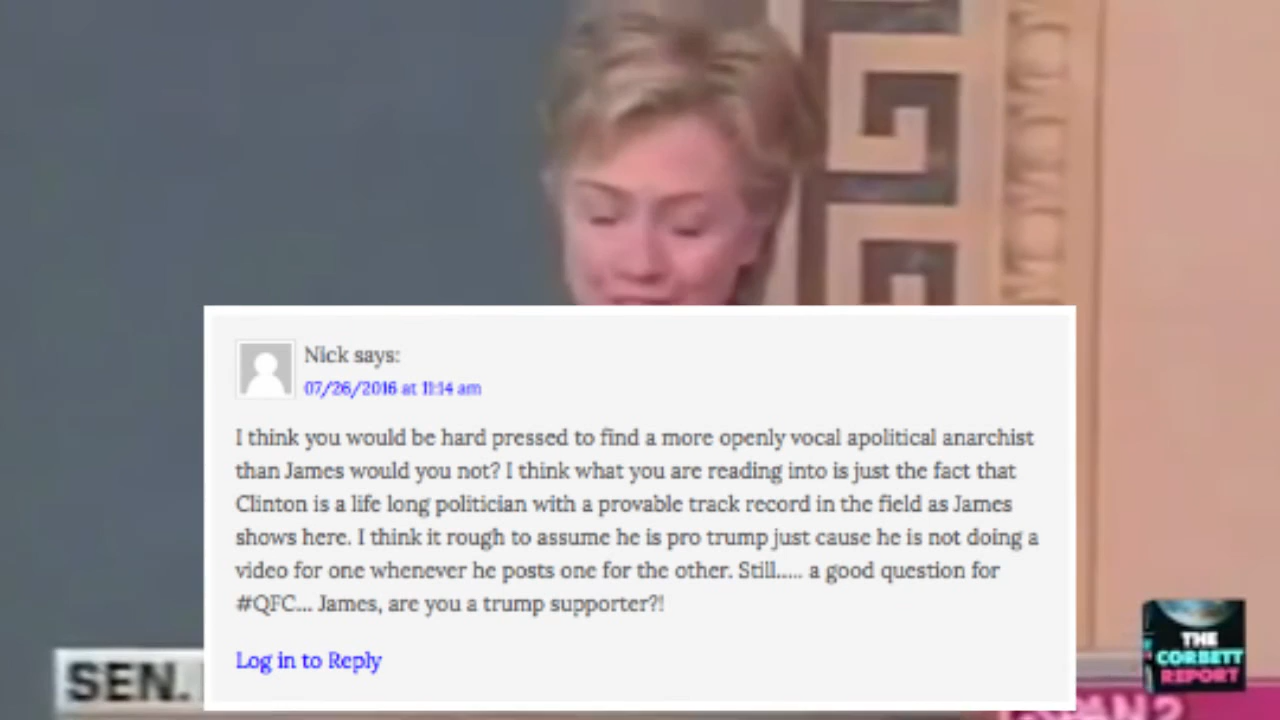 Nick says:
07/26/2016 at 11:14 am
I think you would be hard pressed to find a more openly vocal apolitical anarchist
than James would you not? I think what you are reading into is just the fact that
Clinton is a life long politician with a provable track record in the field as James
shows here. I think it rough to assume he is pro trump just cause he is not doing a
video for one whenever he posts one for the other. Still..... a good question for
#QFC... James, are you a trump supporter?!
Log in to Reply
SEN.
THE
CORBETT
REPORT